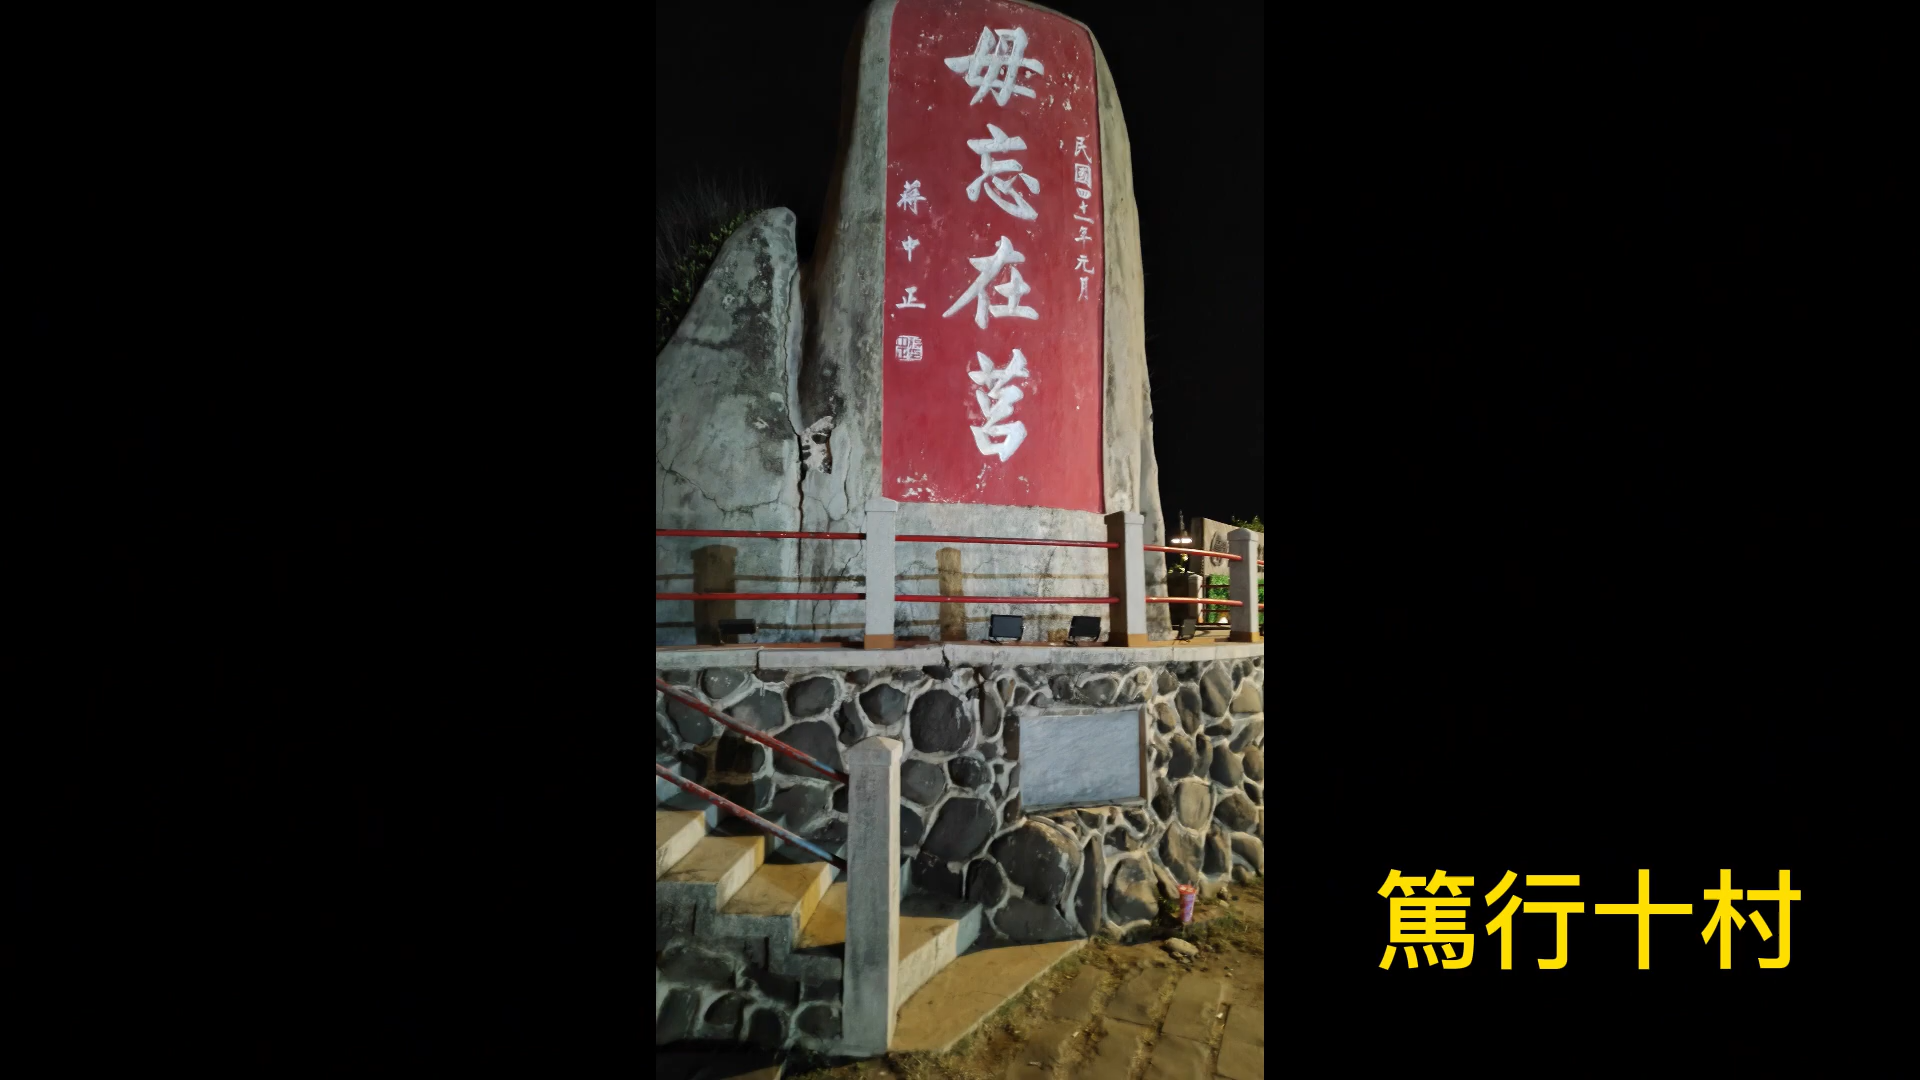 民國四十一年元月
毋忘在莒
蔣中正
篤行十村